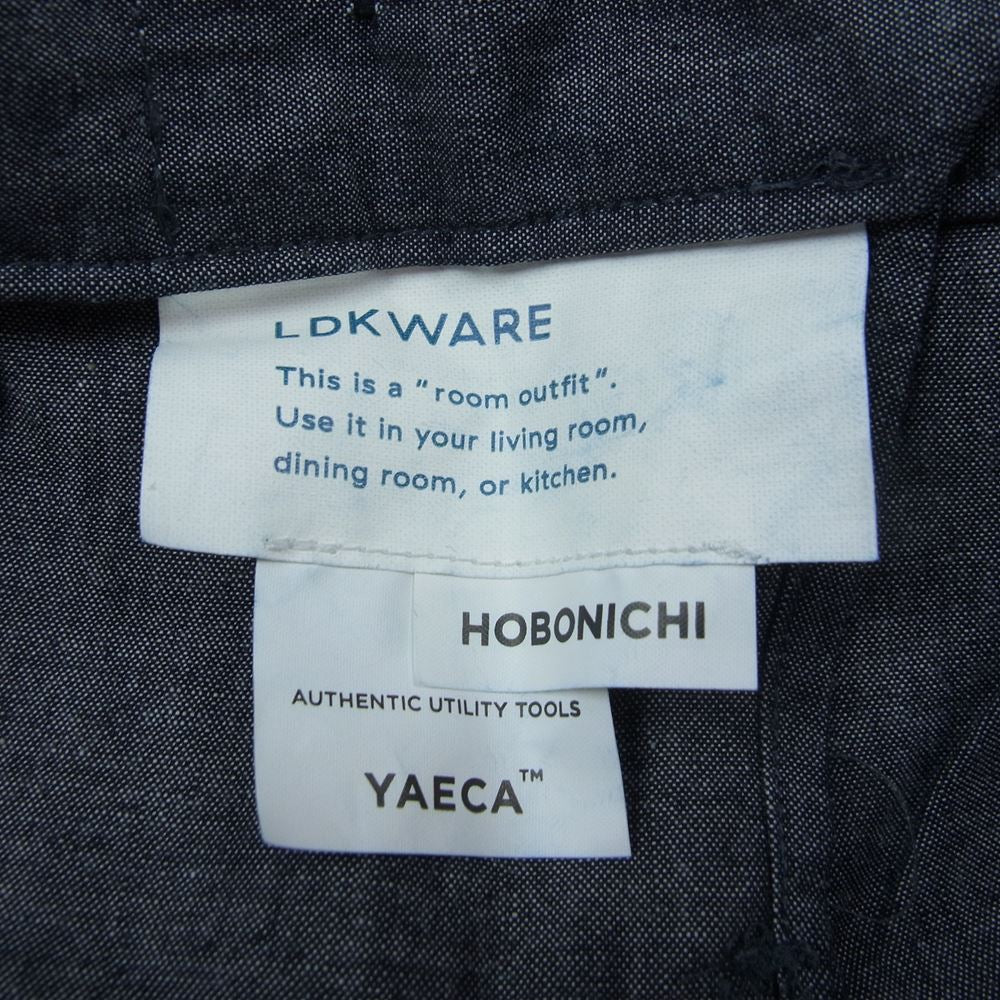 LDKWARE
This is a "room outfit".
Use it in your living room,
dining room, or kitchen.
HOBONICHI
AUTHENTIC UTILITY TOOLS
YAECA™